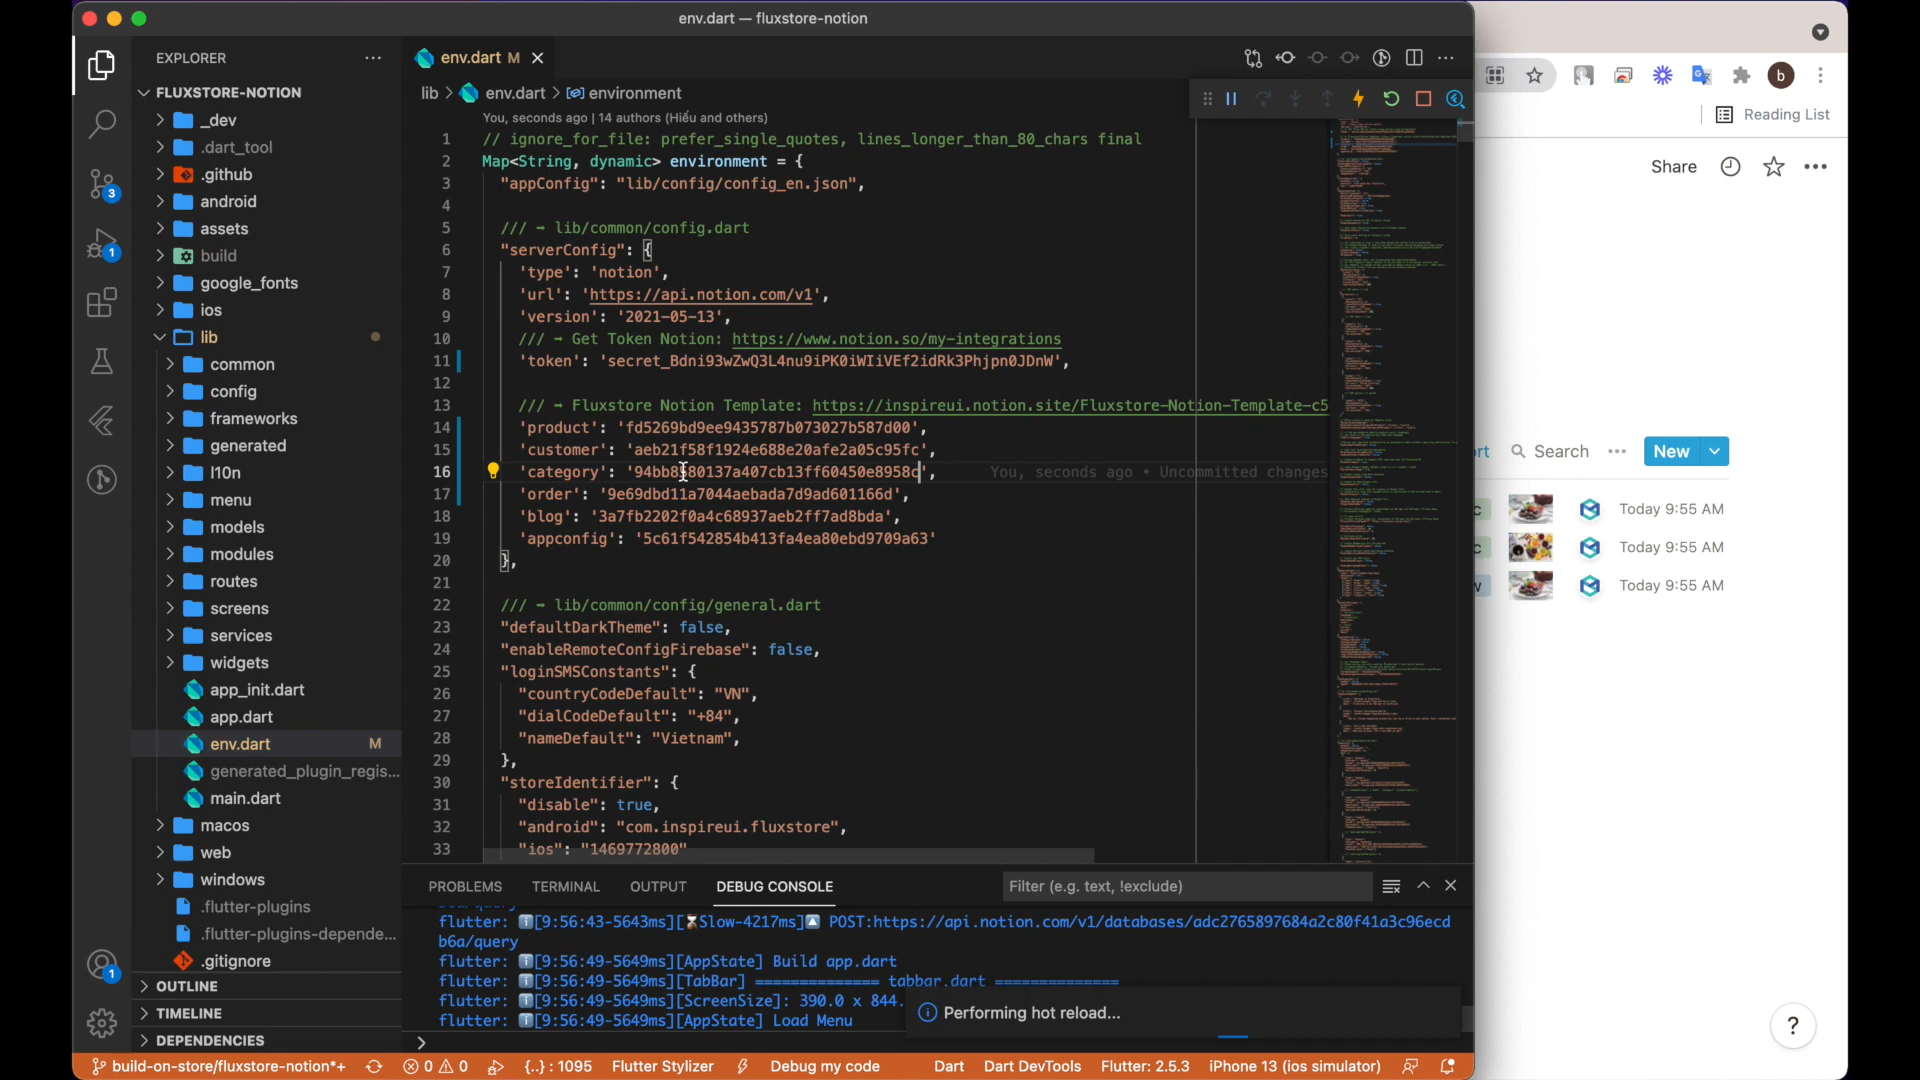 env.dart — fluxstore-notion
EXPLORER
env.dart M
FLUXSTORE-NOTION
_dev
.dart_tool
.github
android
assets
build
google_fonts
ios
lib
common
config
frameworks
generated
l10n
menu
models
modules
routes
screens
services
widgets
app_init.dart
app.dart
env.dart M
generated_plugin_regis...
main.dart
macos
web
windows
.flutter-plugins
.flutter-plugins-depende...
.gitignore
OUTLINE
TIMELINE
DEPENDENCIES
3
1
1
lib > env.dart > environment
You, seconds ago | 14 authors (Hiếu and others)
1 // ignore_for_file: prefer_single_quotes, lines_longer_than_80_chars final
2 Map<String, dynamic> environment = {
3 "appConfig": "lib/config/config_en.json",
4
5 /// ➡ lib/common/config.dart
6 "serverConfig": {
7 'type': 'notion',
8 'url': 'https://api.notion.com/v1',
9 'version': '2021-05-13',
10 /// ➡ Get Token Notion: https://www.notion.so/my-integrations
11 'token': 'secret_Bdni93wZwQ3L4nu9iPK0iWIiVEf2idRk3Phjpn0JDnW',
12
13 /// ➡ Fluxstore Notion Template: https://inspireui.notion.site/Fluxstore-Notion-Template-c5
14 'product': 'fd5269bd9ee9435787b073027b587d00',
15 'customer': 'aeb21f58f1924e688e20afe2a05c95fc',
16 'category': You, seconds ago • Uncommitted changes
17 'order': '9e69dbd11a7044aebada7d9ad601166d',
18 'blog': '3a7fb2202f0a4c68937aeb2ff7ad8bda',
19 'appconfig': '5c61f542854b413fa4ea80ebd9709a63'
20 },
21
22 /// ➡ lib/common/config/general.dart
23 "defaultDarkTheme": false,
24 "enableRemoteConfigFirebase": false,
25 "loginSMSConstants": {
26 "countryCodeDefault": "VN",
27 "dialCodeDefault": "+84",
28 "nameDefault": "Vietnam",
29 },
30 "storeIdentifier": {
31 "disable": true,
32 "android": "com.inspireui.fluxstore",
33 "ios": "1469772800"
PROBLEMS TERMINAL OUTPUT DEBUG CONSOLE
Filter (e.g. text, !exclude)
flutter: [9:56:43-5643ms][⌛Slow-4217ms] POST:https://api.notion.com/v1/databases/adc2765897684a2c80f41a3c96ecd
b6a/query
flutter: [9:56:49-5649ms][AppState] Build app.dart
flutter: [9:56:49-5649ms][TabBar] ============== tabbar.dart ==============
flutter: [9:56:49-5649ms][ScreenSize]: 390.0 x 844.
flutter: [9:56:49-5649ms][AppState] Load Menu
Performing hot reload...
build-on-store/fluxstore-notion*+ 0 0 {..} : 1095 Flutter Stylizer Debug my code Dart Dart DevTools Flutter: 2.5.3 iPhone 13 (ios simulator)
b
Reading List
Share
Search
New
Today 9:55 AM
Today 9:55 AM
Today 9:55 AM
?